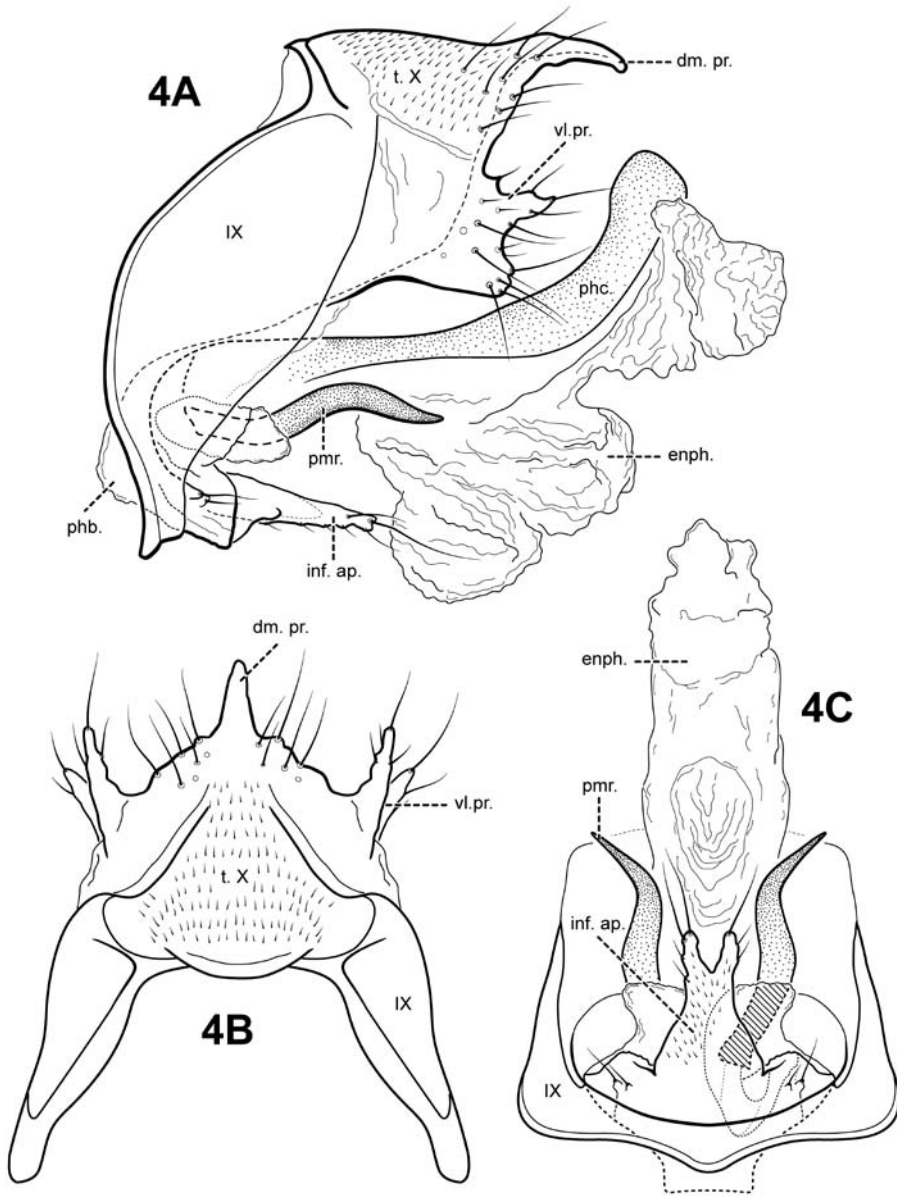 4A
t. X
dm. pr.
vl.pr.
IX
phc.
pmr.
enph.
phb.
inf. ap.
dm. pr.
vl.pr.
t. X
IX
4B
enph.
4C
pmr.
inf. ap.
IX